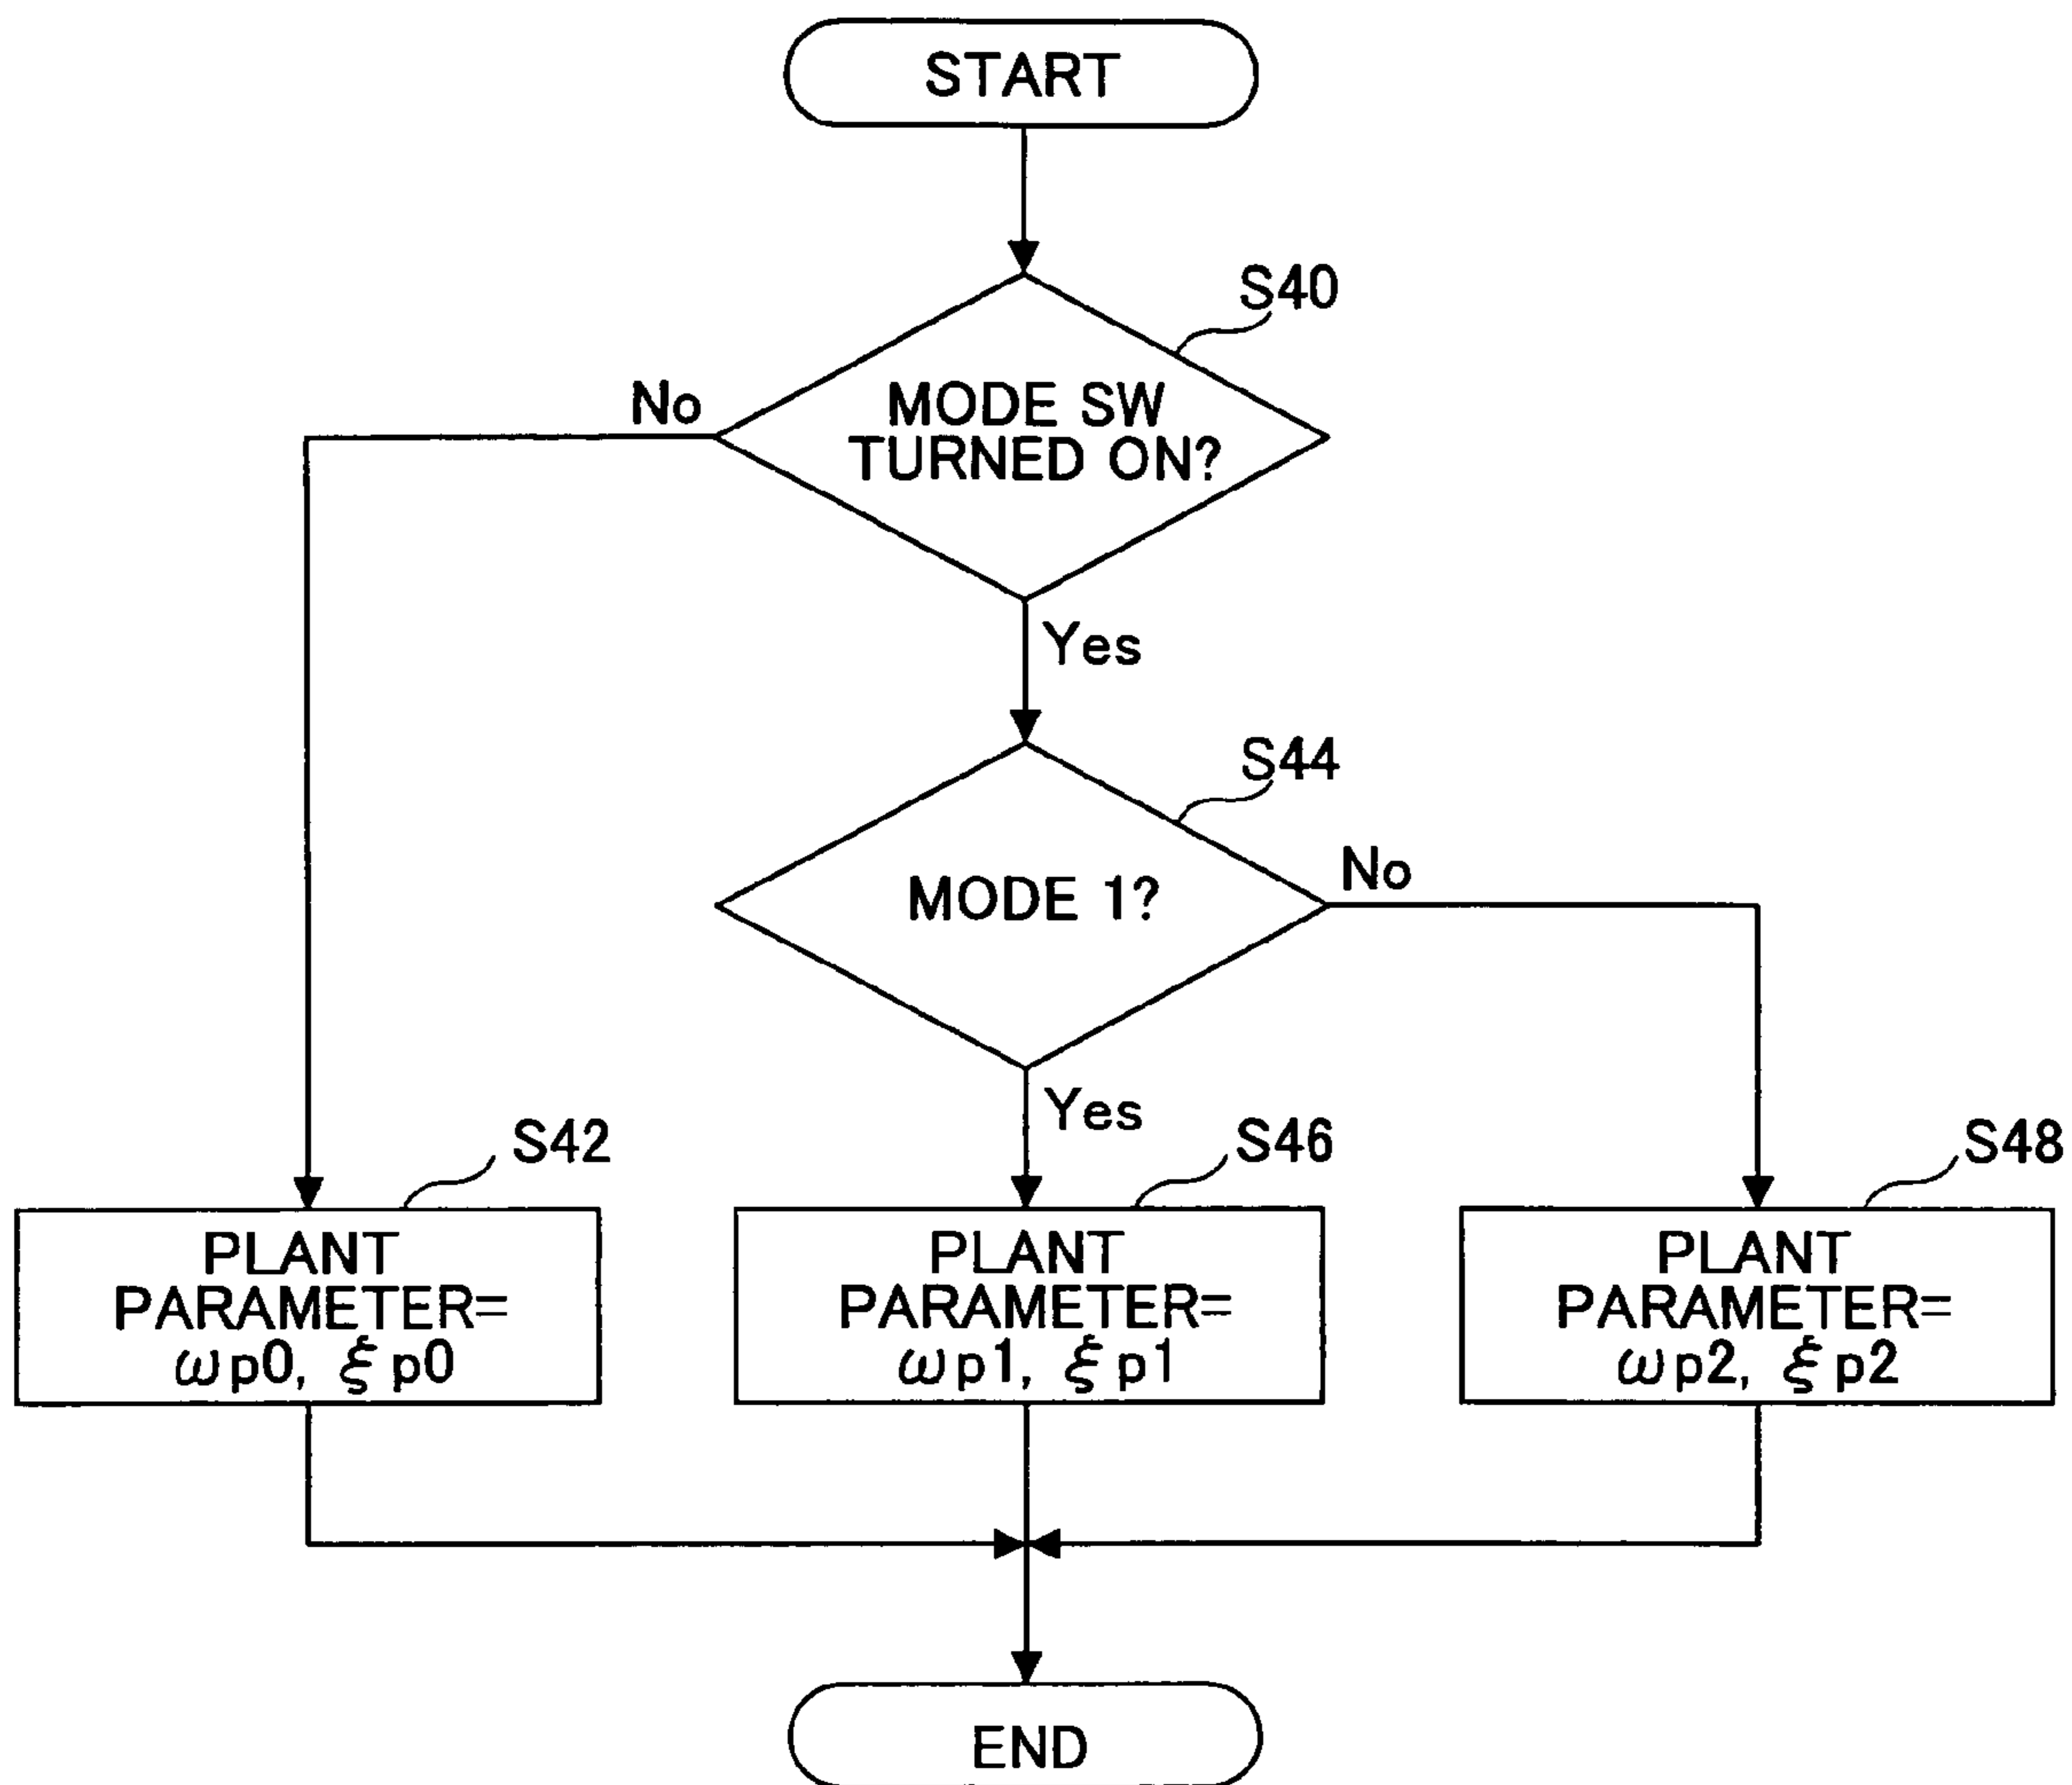 START
S40
No
MODE SW
TURNED ON?
Yes
S44
No
MODE 1?
Yes
S42
S46
S48
PLANT
PARAMETER=
ωp0, ξp0
PLANT
PARAMETER=
ωp1, ξp1
PLANT
PARAMETER=
ωp2, ξp2
END